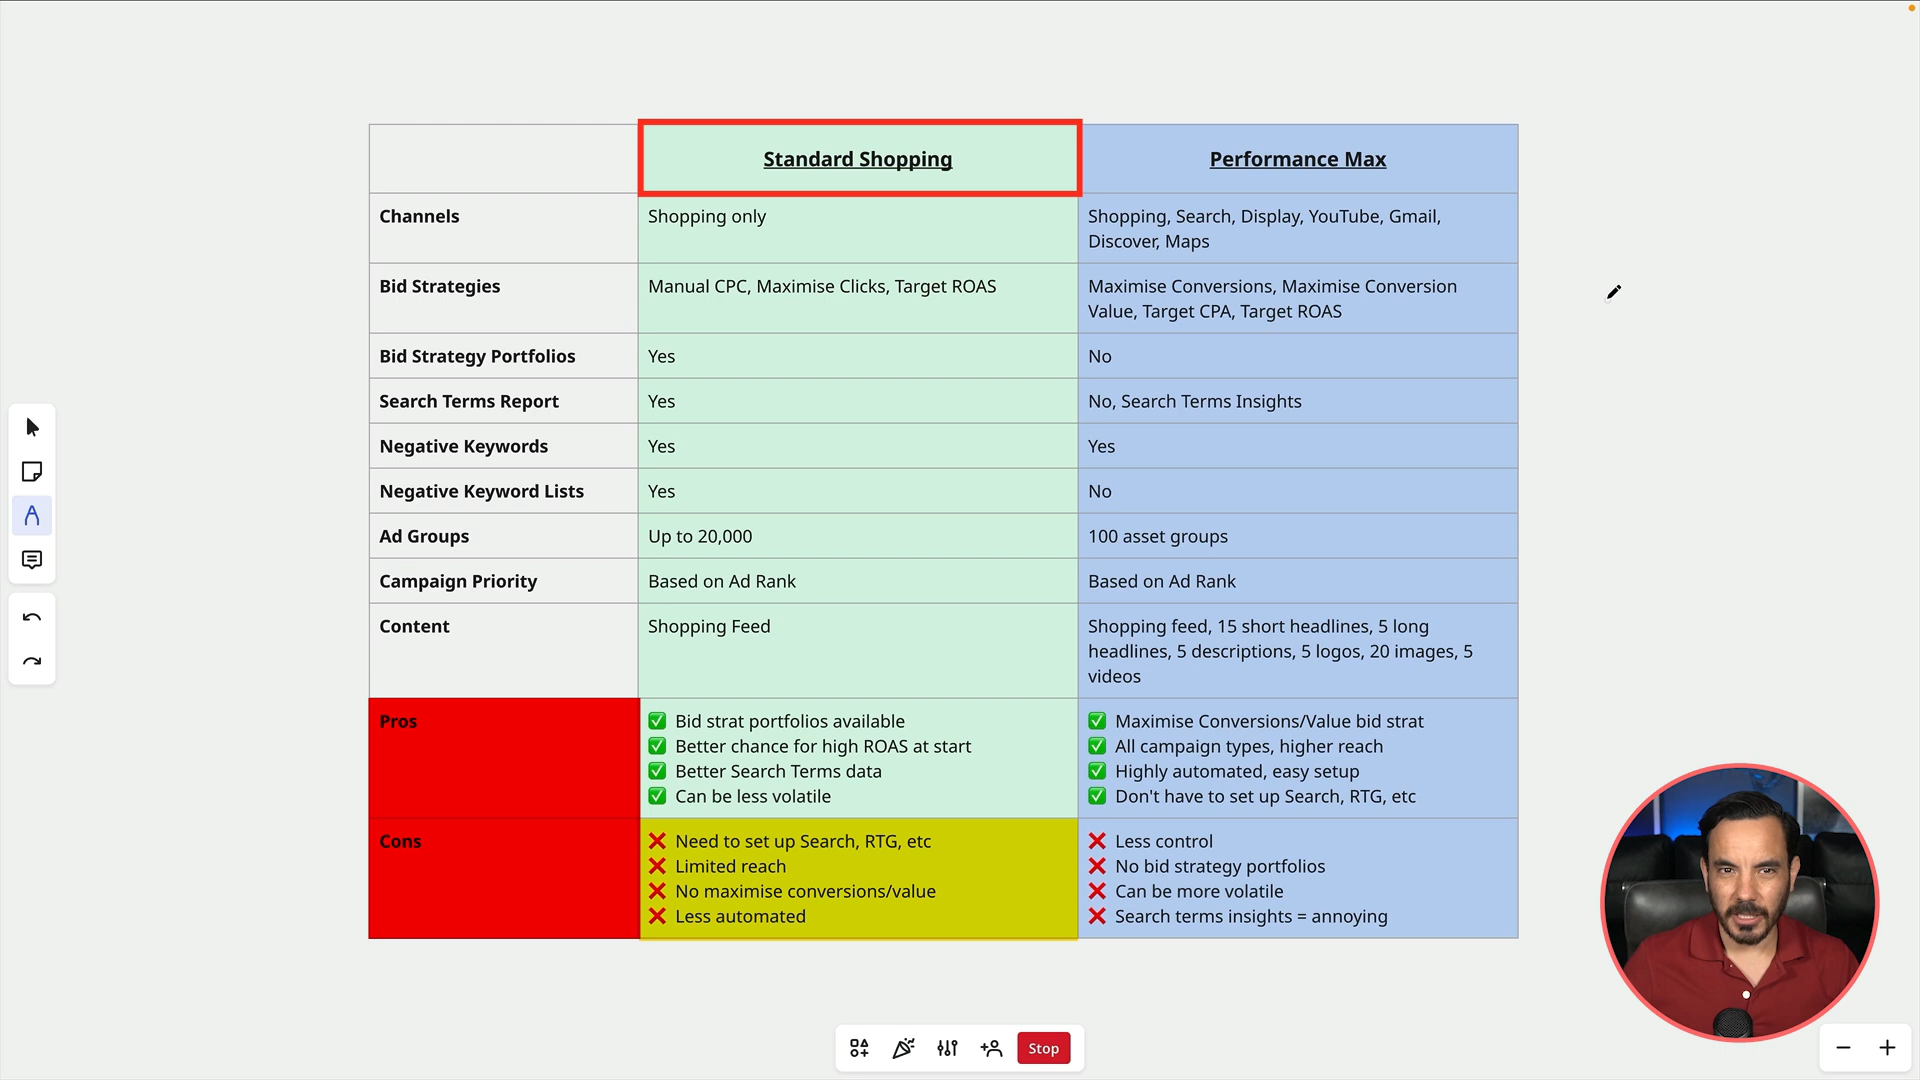 Standard Shopping
Performance Max
Channels
Shopping only
Shopping, Search, Display, YouTube, Gmail,
Discover, Maps
Bid Strategies
Manual CPC, Maximise Clicks, Target ROAS
Maximise Conversions, Maximise Conversion
Value, Target CPA, Target ROAS
Bid Strategy Portfolios
Yes
No
Search Terms Report
Yes
No, Search Terms Insights
Negative Keywords
Yes
Yes
Negative Keyword Lists
Yes
No
Ad Groups
Up to 20,000
100 asset groups
Campaign Priority
Based on Ad Rank
Based on Ad Rank
Content
Shopping Feed
Shopping feed, 15 short headlines, 5 long
headlines, 5 descriptions, 5 logos, 20 images, 5
videos
Pros
✅ Bid strat portfolios available
✅ Better chance for high ROAS at start
✅ Better Search Terms data
✅ Can be less volatile
✅ Maximise Conversions/Value bid strat
✅ All campaign types, higher reach
✅ Highly automated, easy setup
✅ Don't have to set up Search, RTG, etc
Cons
❌ Need to set up Search, RTG, etc
❌ Limited reach
❌ No maximise conversions/value
❌ Less automated
❌ Less control
❌ No bid strategy portfolios
❌ Can be more volatile
❌ Search terms insights = annoying
Stop